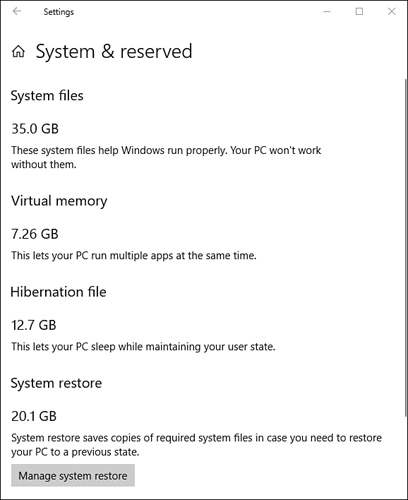 Settings
System & reserved
System files
35.0 GB
These system files help Windows run properly. Your PC won't work
without them.
Virtual memory
7.26 GB
This lets your PC run multiple apps at the same time.
Hibernation file
12.7 GB
This lets your PC sleep while maintaining your user state.
System restore
20.1 GB
System restore saves copies of required system files in case you need to restore
your PC to a previous state.
Manage system restore